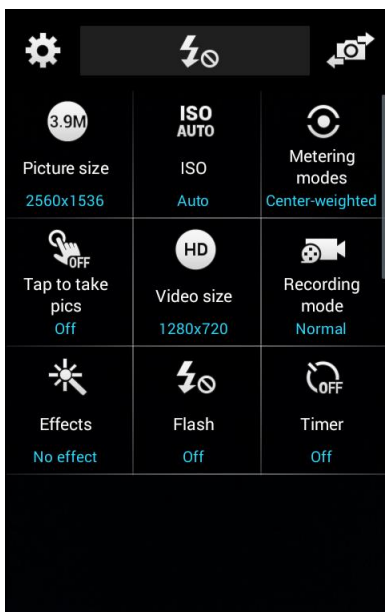 3.9M
ISO
AUTO
Picture size
ISO
Metering
modes
2560x1536
Auto
Center-weighted
OFF
HD
Tap to take
pics
Video size
Recording
mode
Off
1280x720
Normal
OFF
Effects
Flash
Timer
No effect
Off
Off